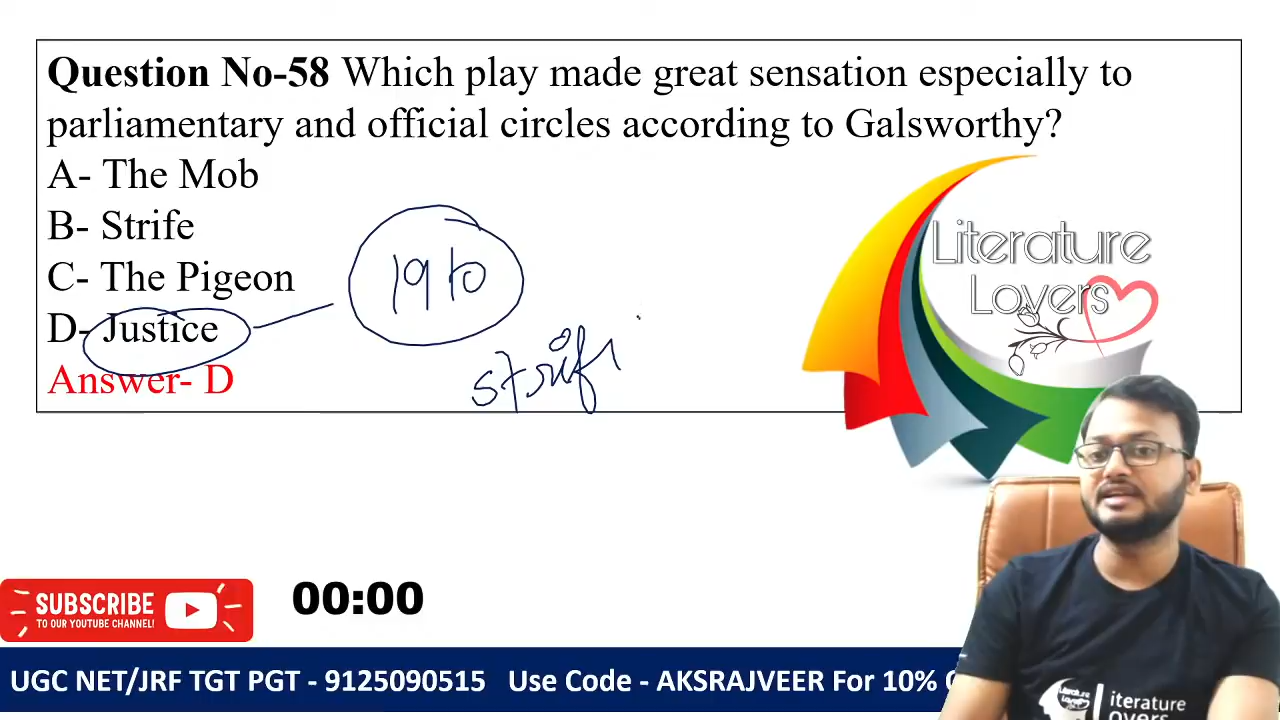 Question No-58 Which play made great sensation especially to
parliamentary and official circles according to Galsworthy?
A- The Mob
B- Strife
C- The Pigeon
D- Justice
Answer- D
1910
Literature
Lovers
SUBSCRIBE
TO OUR YOUTUBE CHANNEL!
00:00
UGC NET/JRF TGT PGT - 9125090515 Use Code - AKSRAJVEER For 10%